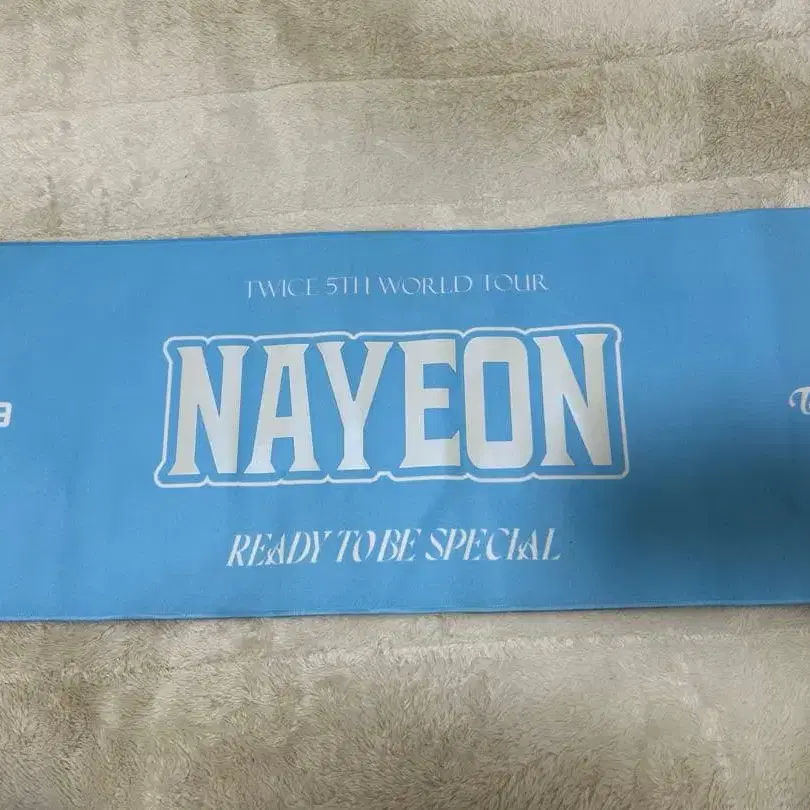 TWICE 5TH WORLD TOUR
NAYEON
READY TO BE SPECIAL